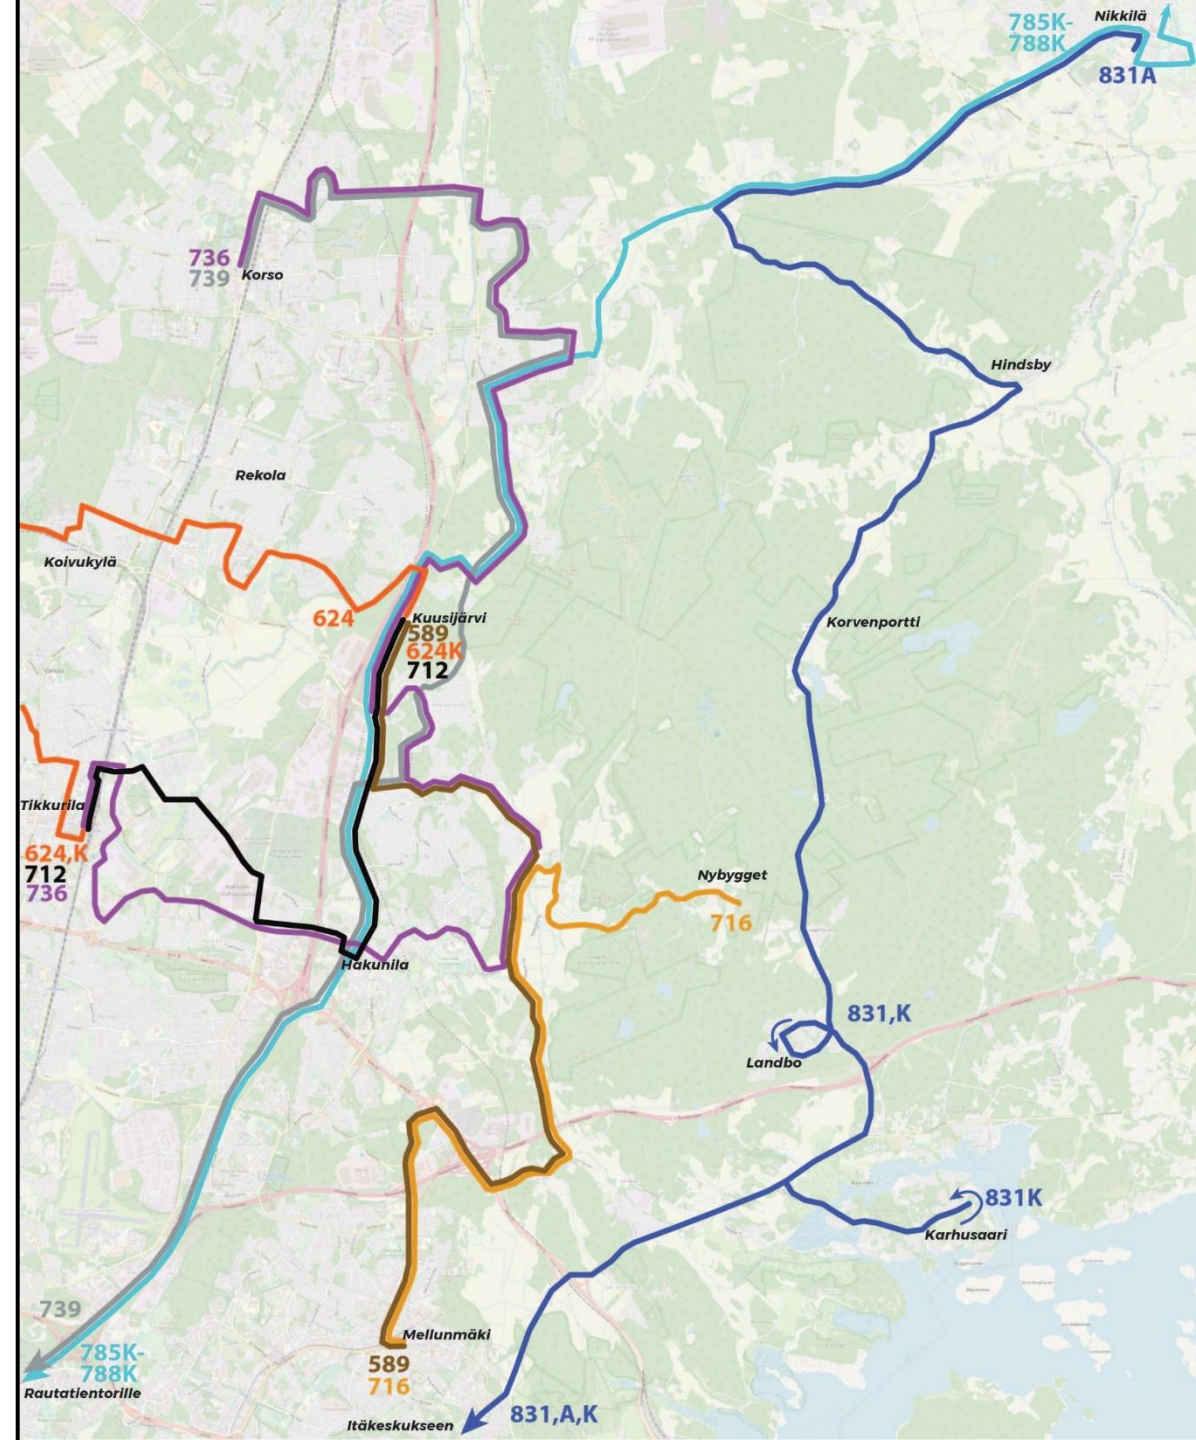 Nikkilä
785K-
788K
831A
736
739
Korso
Hindsby
Rekola
Koivukylä
624
Kuusijärvi
589
624K
712
Korvenportti
Tikkurila
624,K
712
736
Nybygget
716
Hakunila
831,K
Landbo
831K
Karhusaari
739
785K-
788K
Rautatientorille
Mellunmäki
589
716
831,A,K
Itäkeskukseen